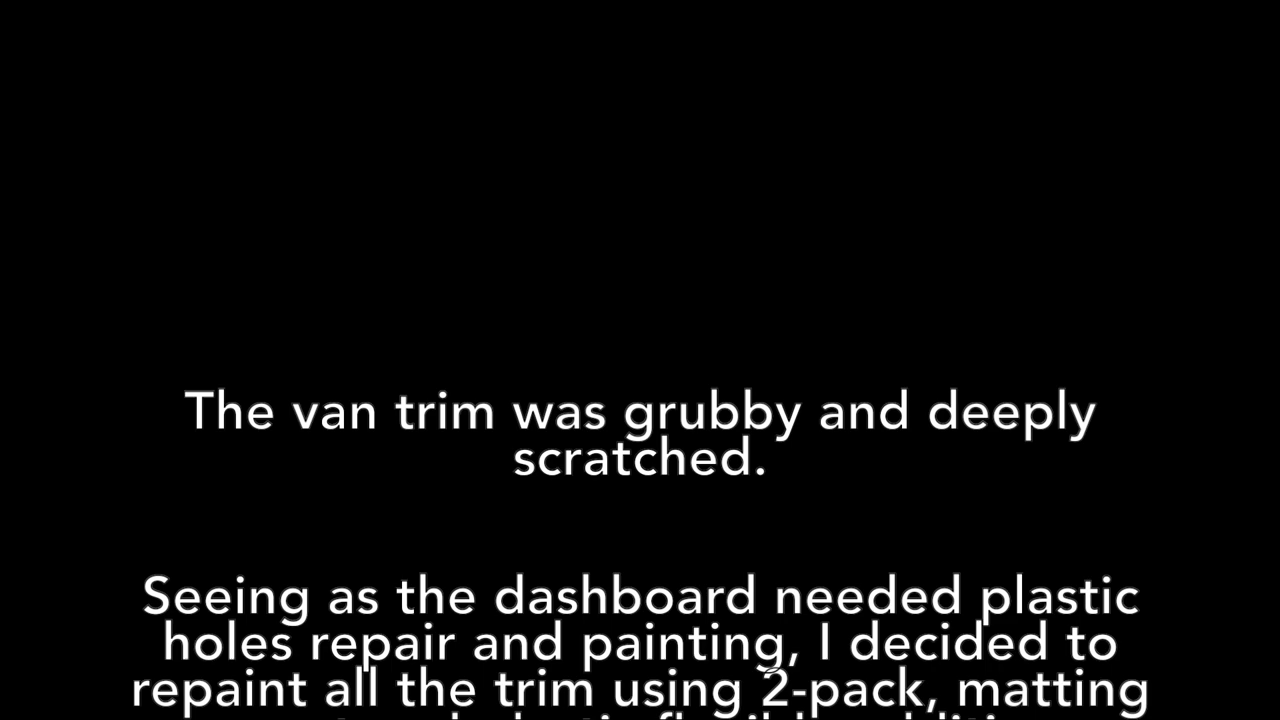 The van trim was grubby and deeply
scratched.
Seeing as the dashboard needed plastic
holes repair and painting, I decided to
repaint all the trim using 2-pack, matting